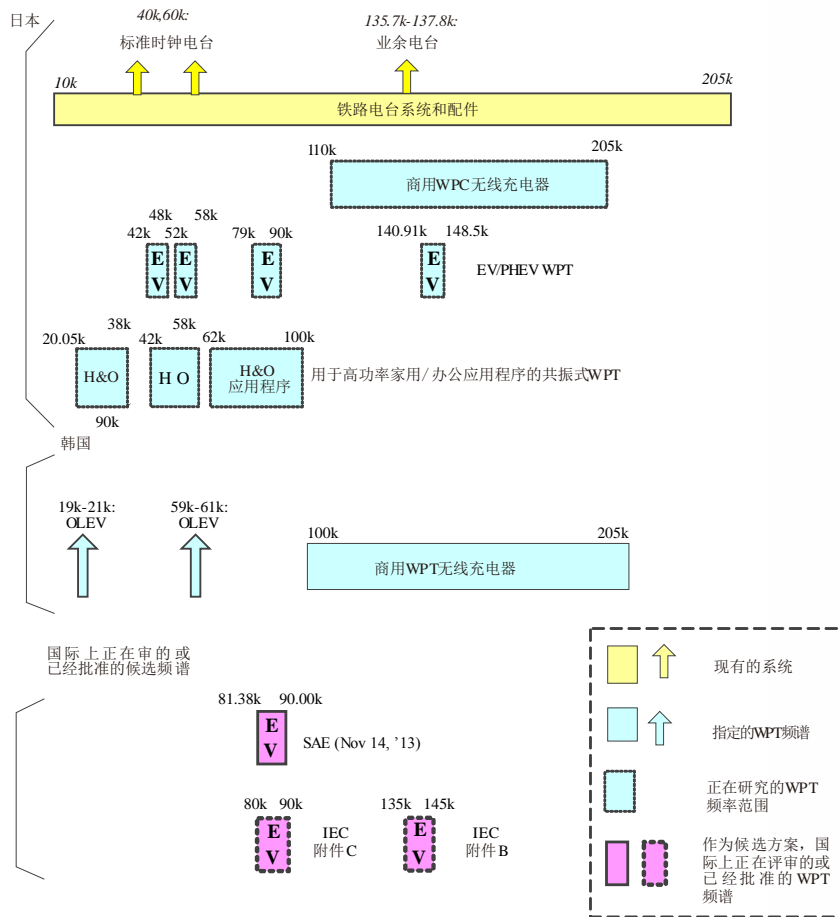 日本
40k,60k:
标准时钟电台
135.7k-137.8k:
业余电台
10k
205k
铁路电台系统和配件
110k
205k
商用WPC无线充电器
48k
58k
42k 52k
79k 90k
140.91k 148.5k
E V
E V
E V
E V
EV/PHEV WPT
38k
58k
20.05k
42k
62k
100k
H&O
H O
H&O
应用程序
用于高功率家用/办公应用程序的共振式WPT
90k
韩国
19k-21k:
OLEV
59k-61k:
OLEV
100k
205k
商用WPT无线充电器
国际上正在审的或
已经批准的候选频谱
81.38k 90.00k
E V
SAE (Nov 14, ’13)
80k 90k
135k 145k
E V
IEC
附件C
E V
IEC
附件B
现有的系统
指定的WPT频谱
正在研究的WPT
频率范围
作为候选方案，国
际上正在评审的或
已经批准的WPT
频谱